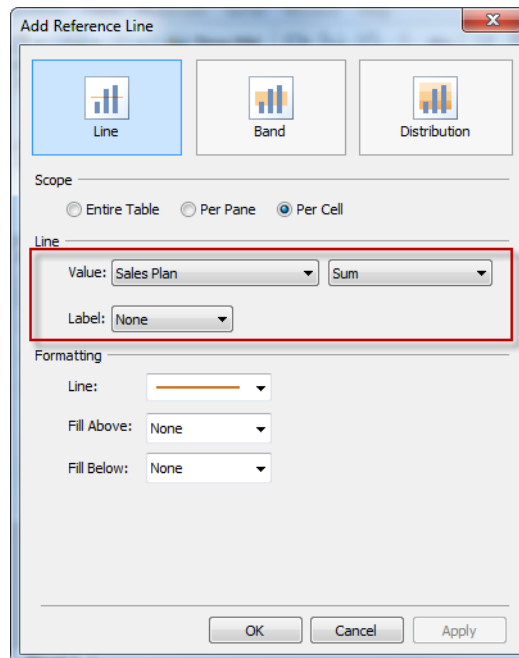 Add Reference Line
Line Band Distribution
Scope
Entire Table Per Pane Per Cell
Line
Value: Sales Plan Sum
Label: None
Formatting
Line:
Fill Above: None
Fill Below: None
OK Cancel Apply